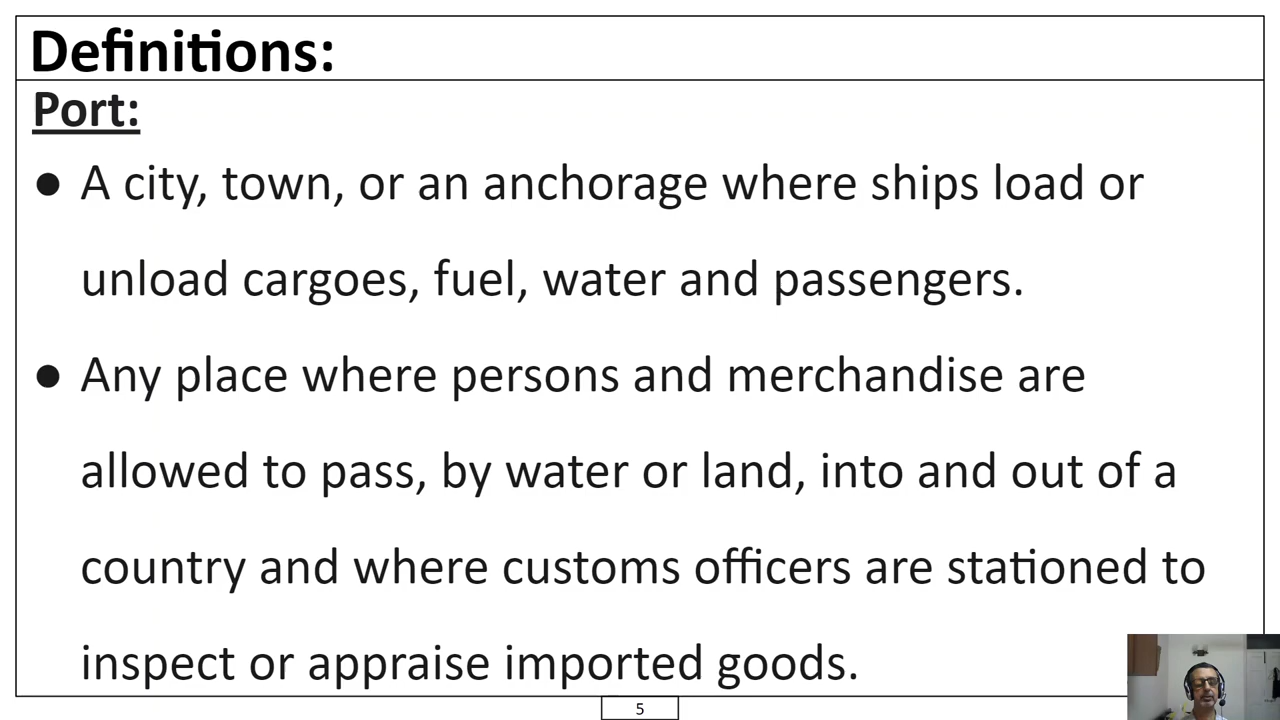 Definitions:
Port:
● A city, town, or an anchorage where ships load or
unload cargoes, fuel, water and passengers.
● Any place where persons and merchandise are
allowed to pass, by water or land, into and out of a
country and where customs officers are stationed to
inspect or appraise imported goods.
5